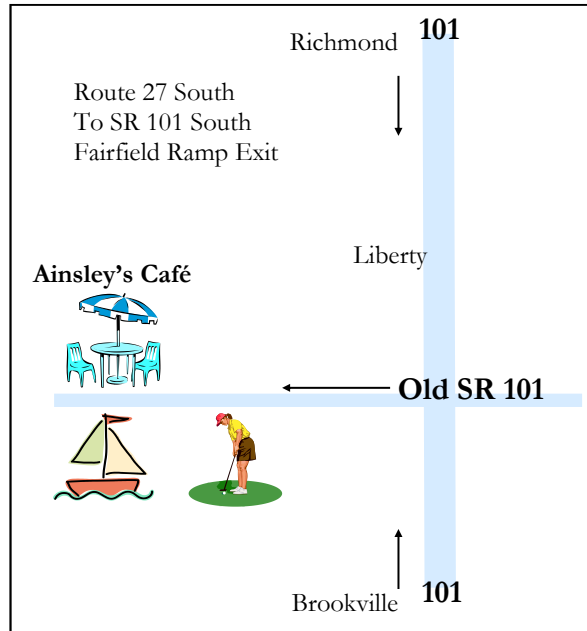 101
Richmond
Route 27 South
To SR 101 South
Fairfield Ramp Exit
Liberty
Ainsley's Café
Old SR 101
Brookville
101